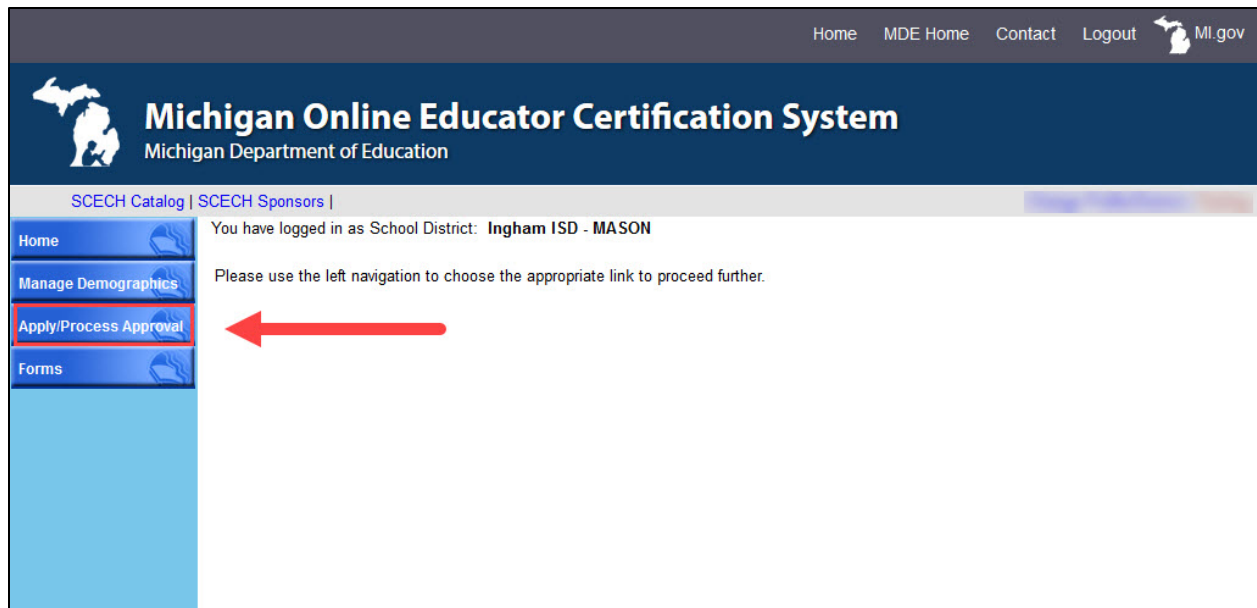 Home MDE Home Contact Logout MI.gov
Michigan Online Educator Certification System
Michigan Department of Education
SCECH Catalog | SCECH Sponsors |
Home
You have logged in as School District: Ingham ISD - MASON
Manage Demographics
Please use the left navigation to choose the appropriate link to proceed further.
Apply/Process Approval
Forms